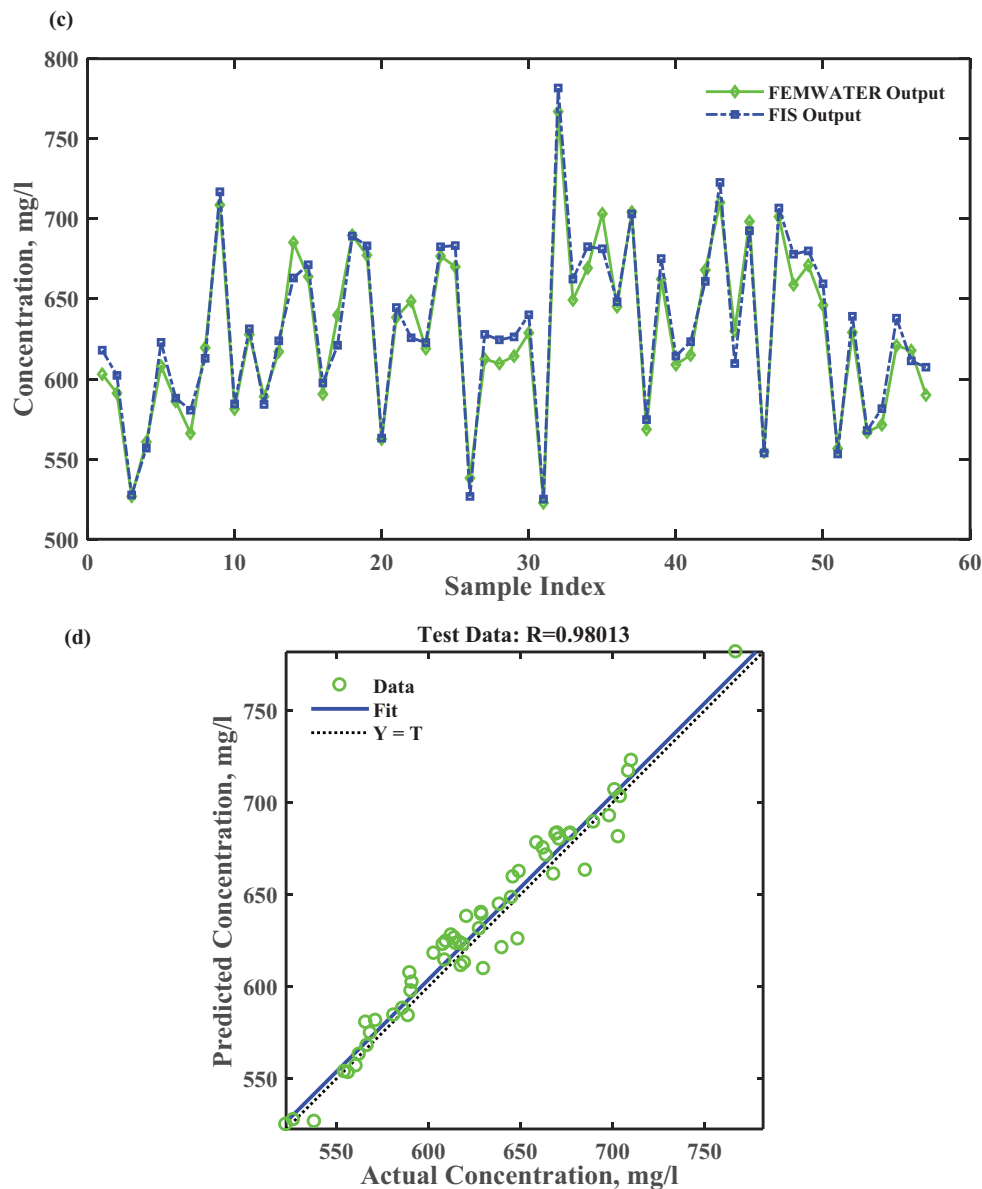 (c)
800
750
700
650
600
550
500
Concentration, mg/l
FEMWATER Output
FIS Output
0 10 20 30 40 50 60
Sample Index
(d)
Test Data: R=0.98013
Data
Fit
Y = T
750
700
650
600
550
Predicted Concentration, mg/l
550 600 650 700 750
Actual Concentration, mg/l